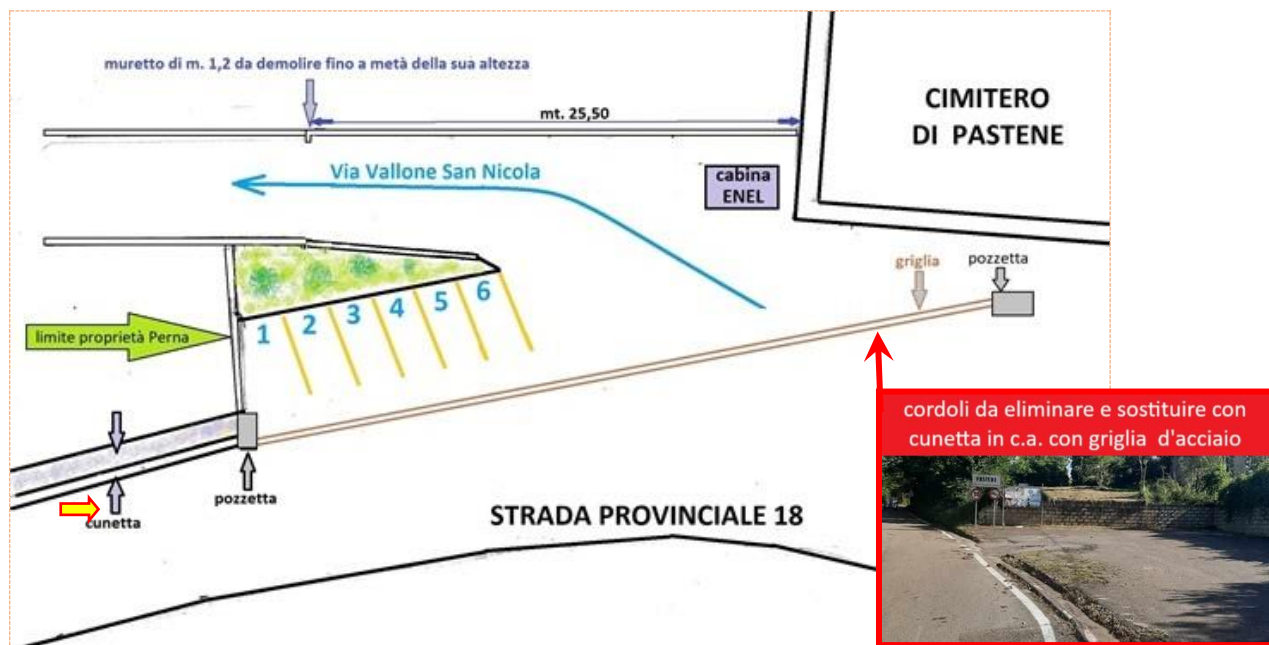 muretto di m. 1,2 da demolire fino a metà della sua altezza
mt. 25,50
CIMITERO
DI PASTENE
Via Vallone San Nicola
cabina
ENEL
griglia
pozzetta
1
2
3
4
5
6
limite proprietà Perna
cordoli da eliminare e sostituire con
cunetta in c.a. con griglia d'acciaio
PASTENE
pozzetta
cunetta
STRADA PROVINCIALE 18